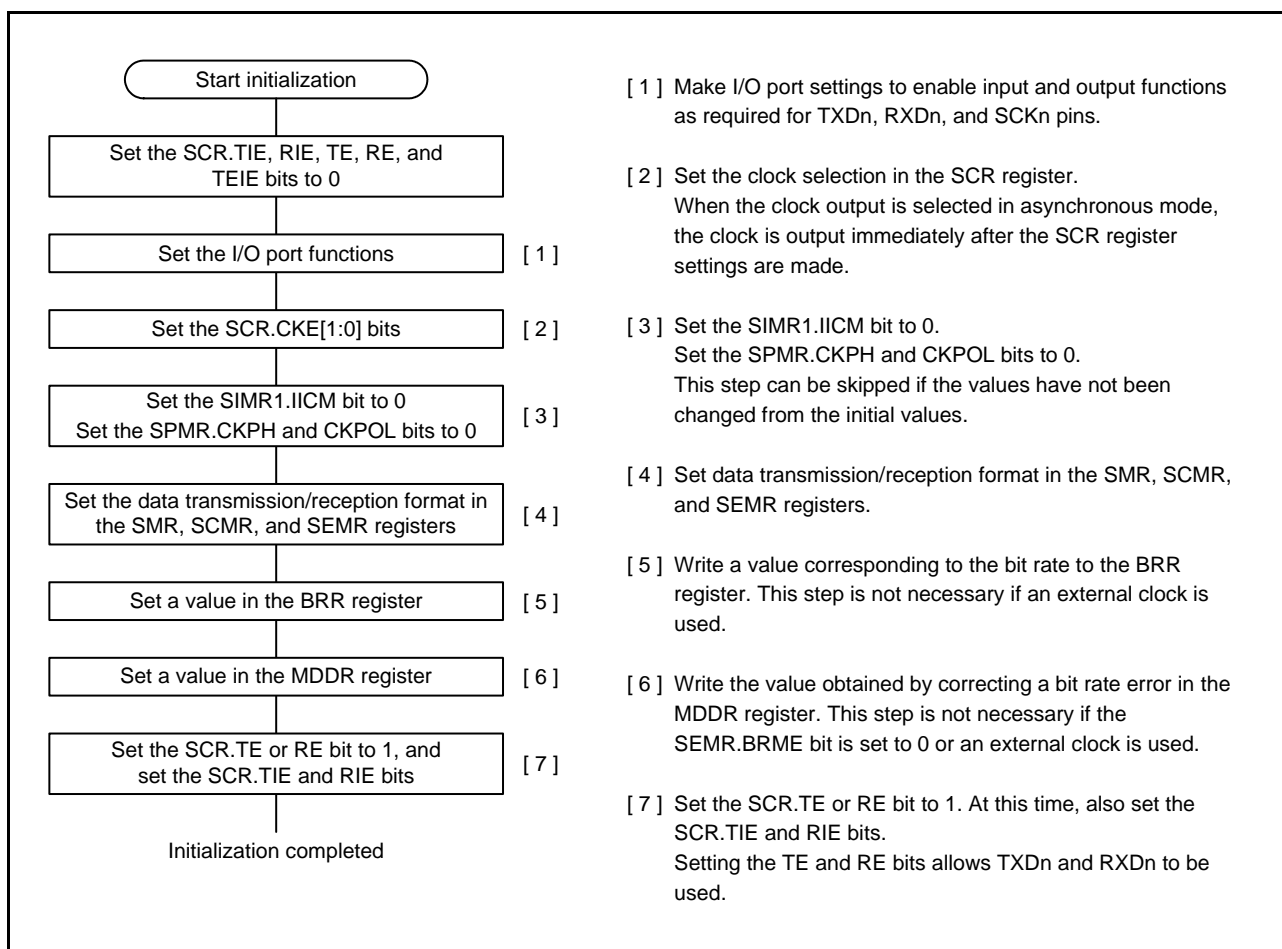 Start initialization
Set the SCR.TIE, RIE, TE, RE, and
TEIE bits to 0
Set the I/O port functions
[ 1 ]
Set the SCR.CKE[1:0] bits
[ 2 ]
Set the SIMR1.IICM bit to 0
Set the SPMR.CKPH and CKPOL bits to 0
[ 3 ]
Set the data transmission/reception format in
the SMR, SCMR, and SEMR registers
[ 4 ]
Set a value in the BRR register
[ 5 ]
Set a value in the MDDR register
[ 6 ]
Set the SCR.TE or RE bit to 1, and
set the SCR.TIE and RIE bits
[ 7 ]
Initialization completed
[ 1 ] Make I/O port settings to enable input and output functions
as required for TXDn, RXDn, and SCKn pins.
[ 2 ] Set the clock selection in the SCR register.
When the clock output is selected in asynchronous mode,
the clock is output immediately after the SCR register
settings are made.
[ 3 ] Set the SIMR1.IICM bit to 0.
Set the SPMR.CKPH and CKPOL bits to 0.
This step can be skipped if the values have not been
changed from the initial values.
[ 4 ] Set data transmission/reception format in the SMR, SCMR,
and SEMR registers.
[ 5 ] Write a value corresponding to the bit rate to the BRR
register. This step is not necessary if an external clock is
used.
[ 6 ] Write the value obtained by correcting a bit rate error in the
MDDR register. This step is not necessary if the
SEMR.BRME bit is set to 0 or an external clock is used.
[ 7 ] Set the SCR.TE or RE bit to 1. At this time, also set the
SCR.TIE and RIE bits.
Setting the TE and RE bits allows TXDn and RXDn to be
used.